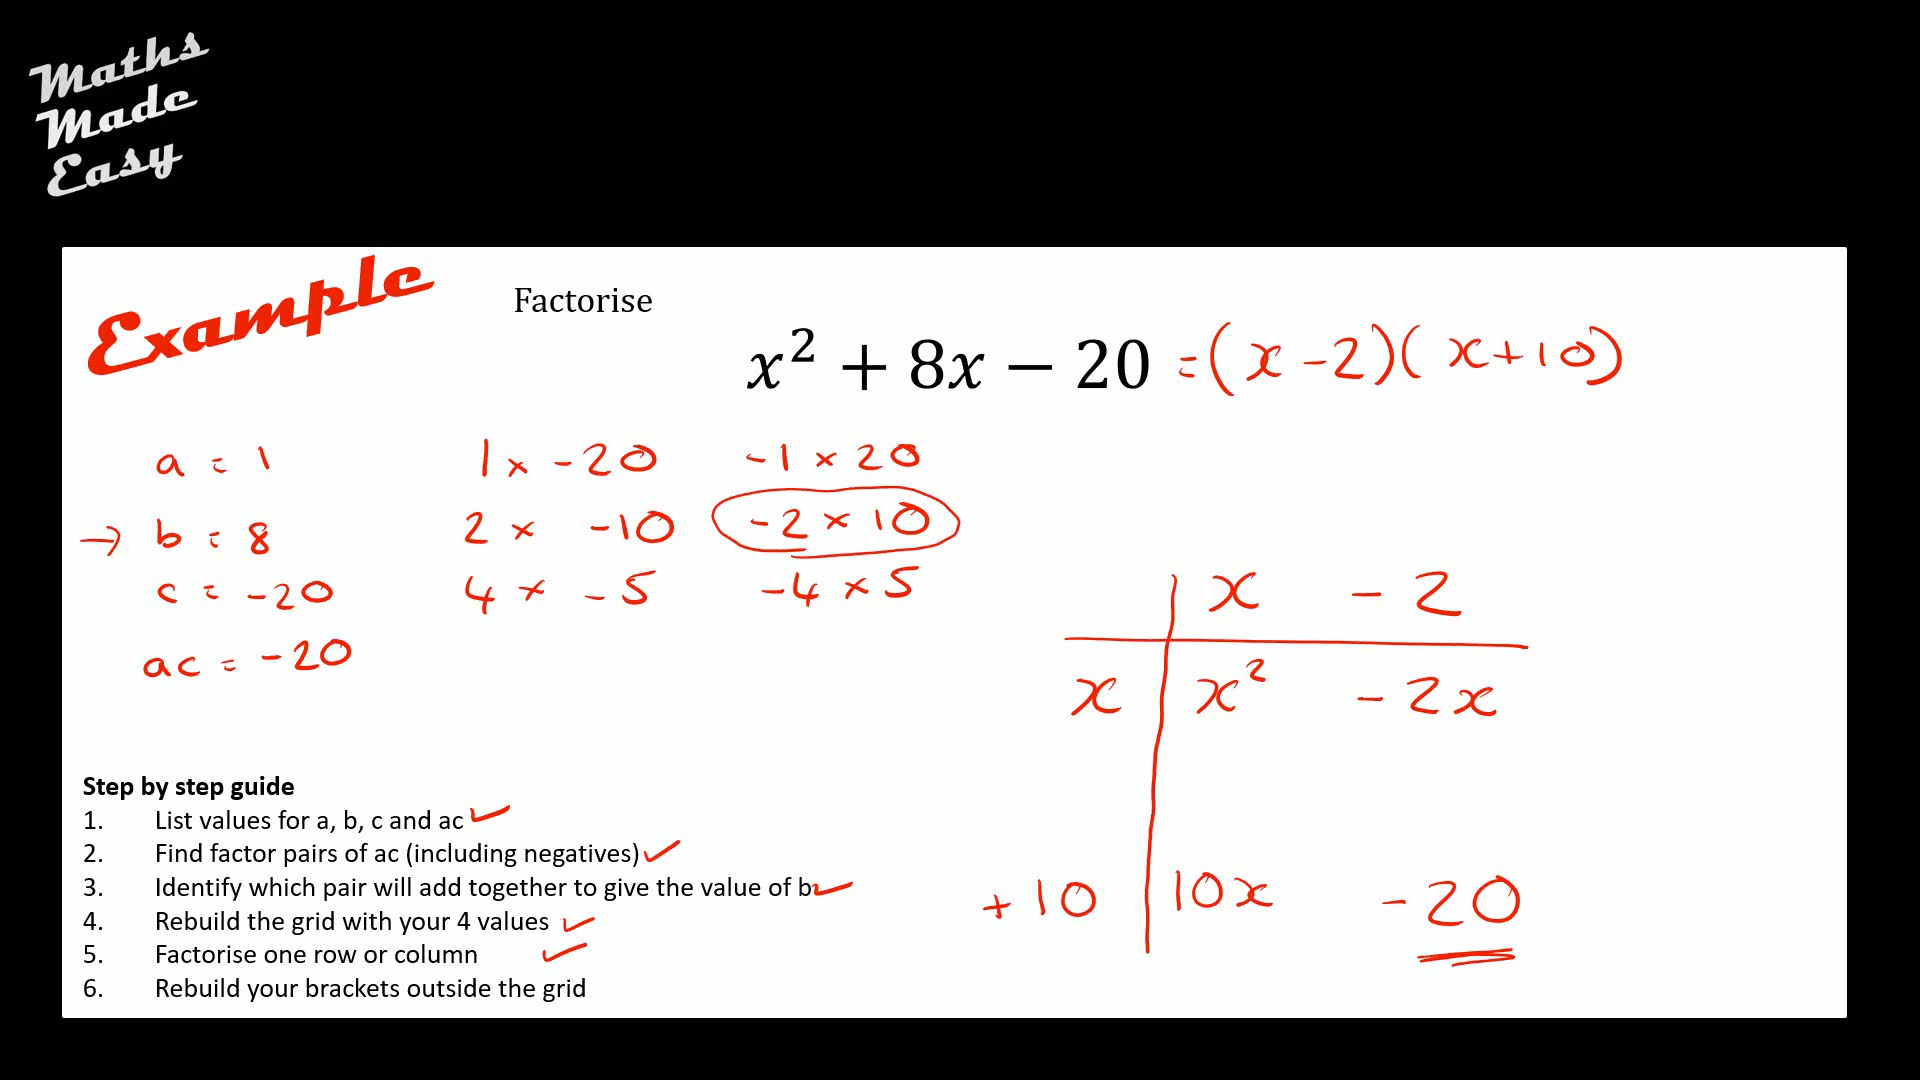 Maths
Made
Easy
Example
Factorise
x² + 8x − 20 = (x − 2)(x + 10)
a = 1
1 x -20
-1 x 20
→ b = 8
2 x -10
-2 x 10
c = -20
4 x -5
-4 x 5
ac = -20
x - 2
x x² - 2x
+10 10x -20
Step by step guide
1. List values for a, b, c and ac ✓
2. Find factor pairs of ac (including negatives) ✓
3. Identify which pair will add together to give the value of b ✓
4. Rebuild the grid with your 4 values ✓
5. Factorise one row or column ✓
6. Rebuild your brackets outside the grid